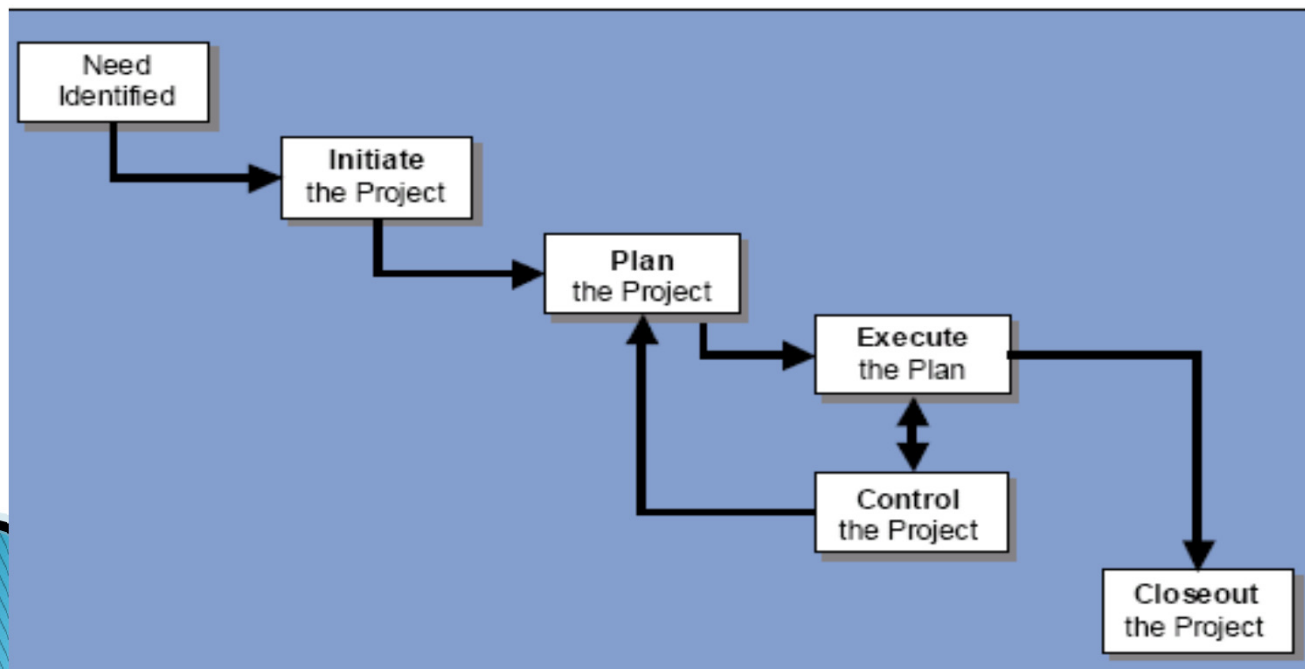 Need
Identified
Initiate
the Project
Plan
the Project
Execute
the Plan
Control
the Project
Closeout
the Project